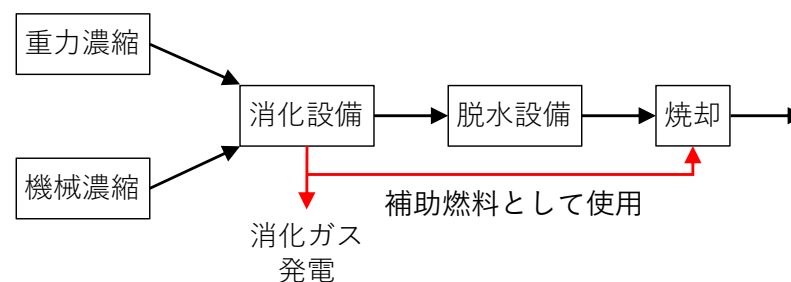 重力濃縮
消化設備
脱水設備
焼却
機械濃縮
補助燃料として使用
消化ガス
発電